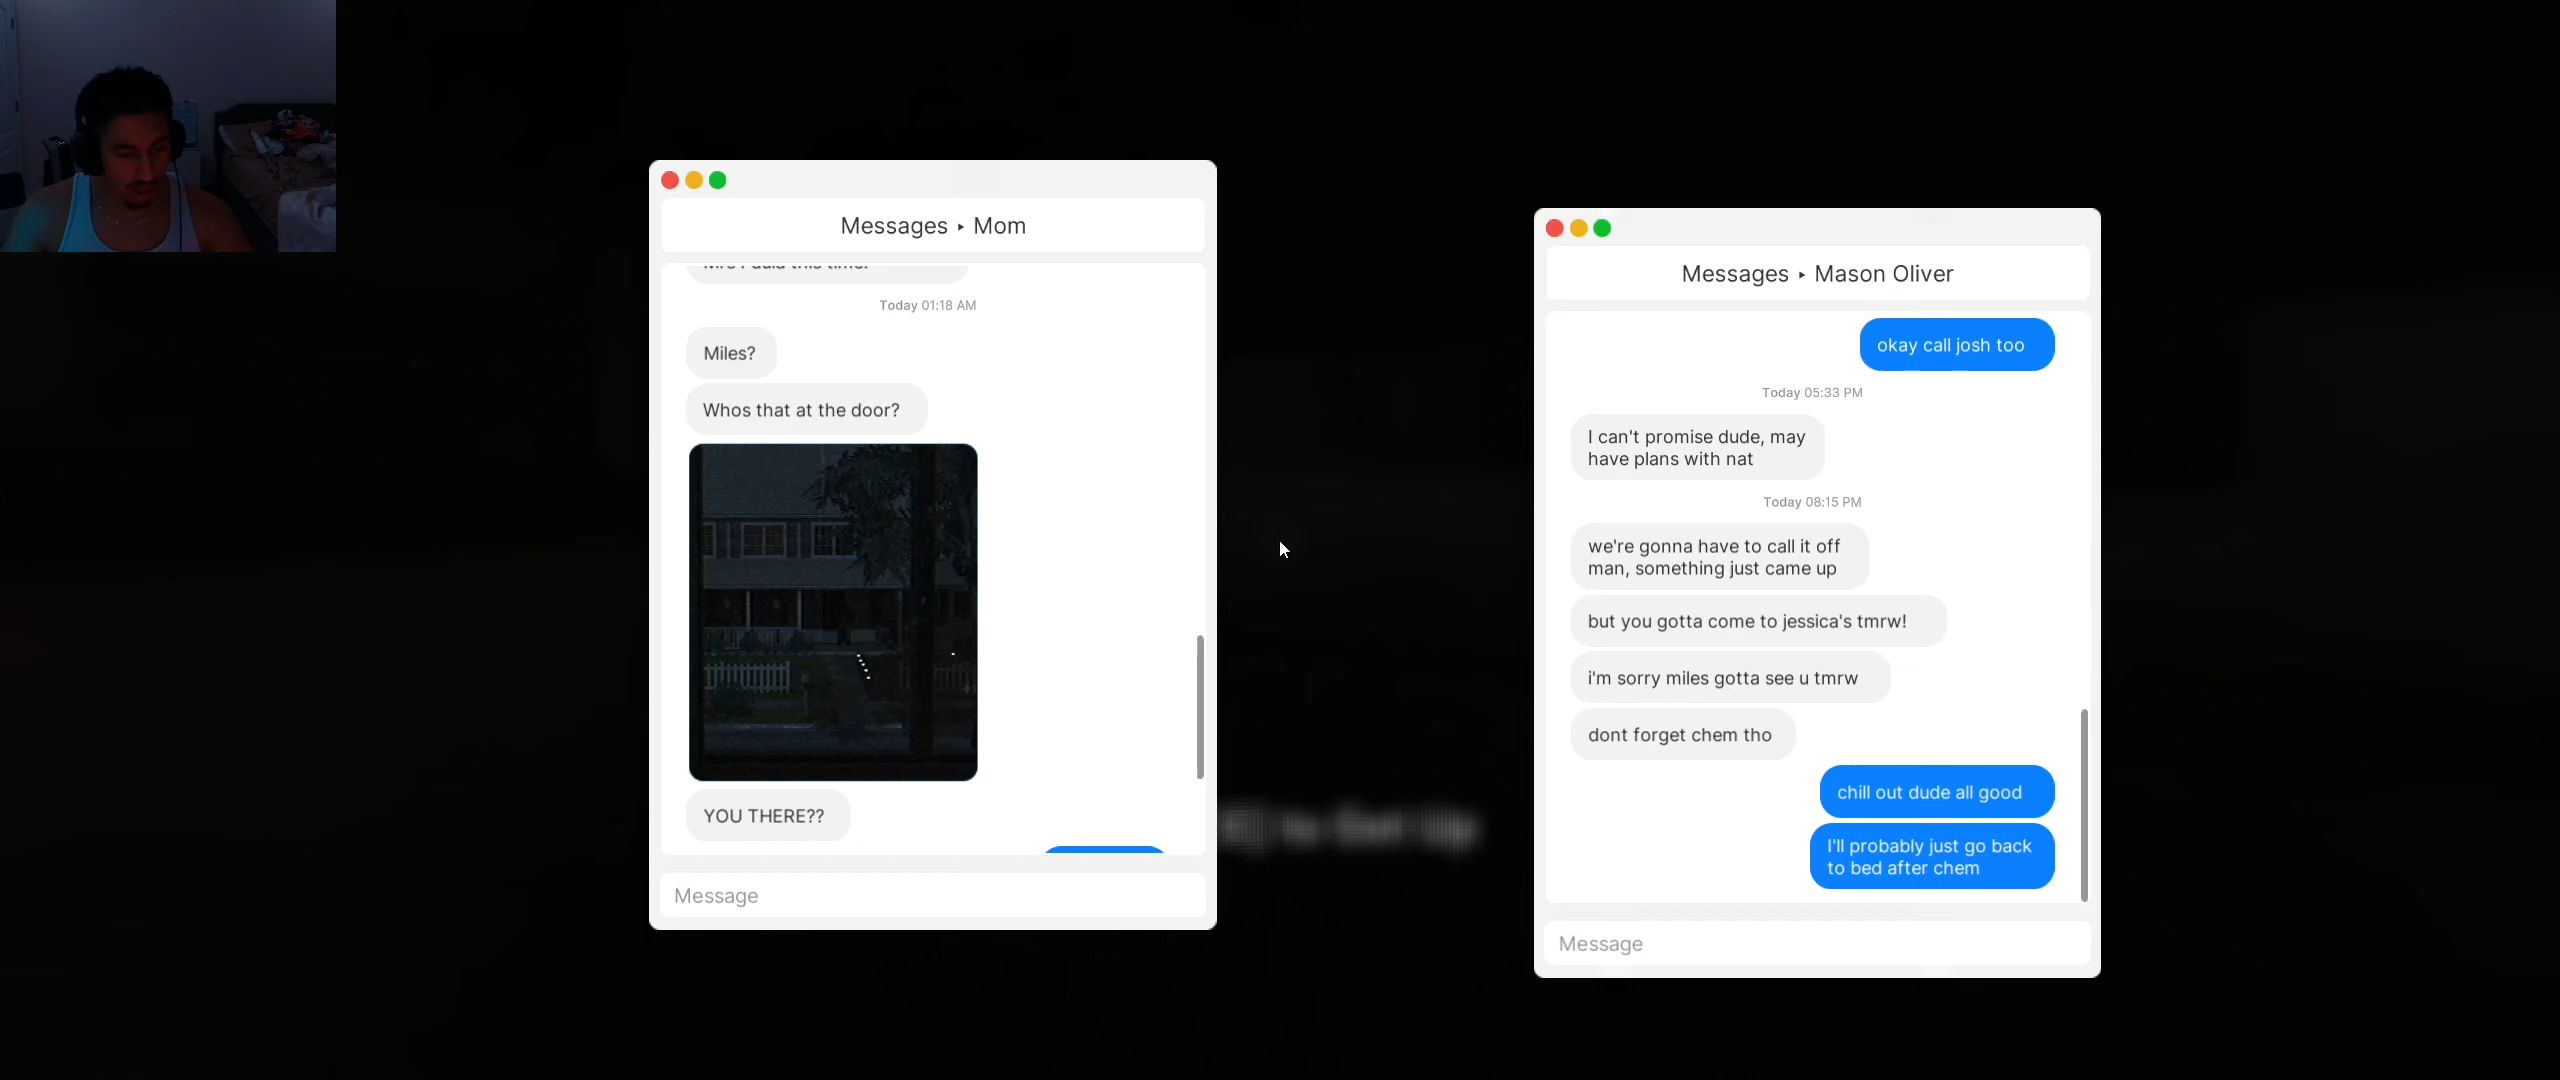 Messages ▸ Mom
Today 01:18 AM
Miles?
Whos that at the door?
YOU THERE??
Message
to Get Up
Messages ▸ Mason Oliver
okay call josh too
Today 05:33 PM
I can't promise dude, may
have plans with nat
Today 08:15 PM
we're gonna have to call it off
man, something just came up
but you gotta come to jessica's tmrw!
i'm sorry miles gotta see u tmrw
dont forget chem tho
chill out dude all good
I'll probably just go back
to bed after chem
Message